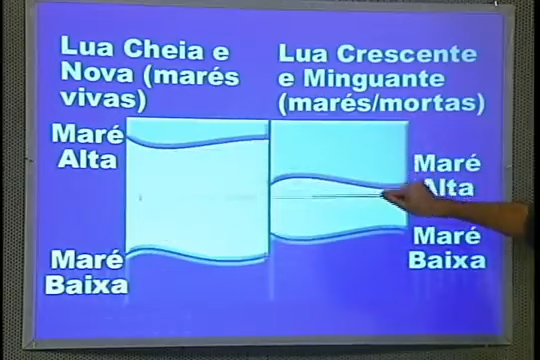 Lua Cheia e
Nova (marés
vivas)
Lua Crescente
e Minguante
(marés/mortas)
Maré
Alta
Maré
Baixa
Maré
Alta
Maré
Baixa